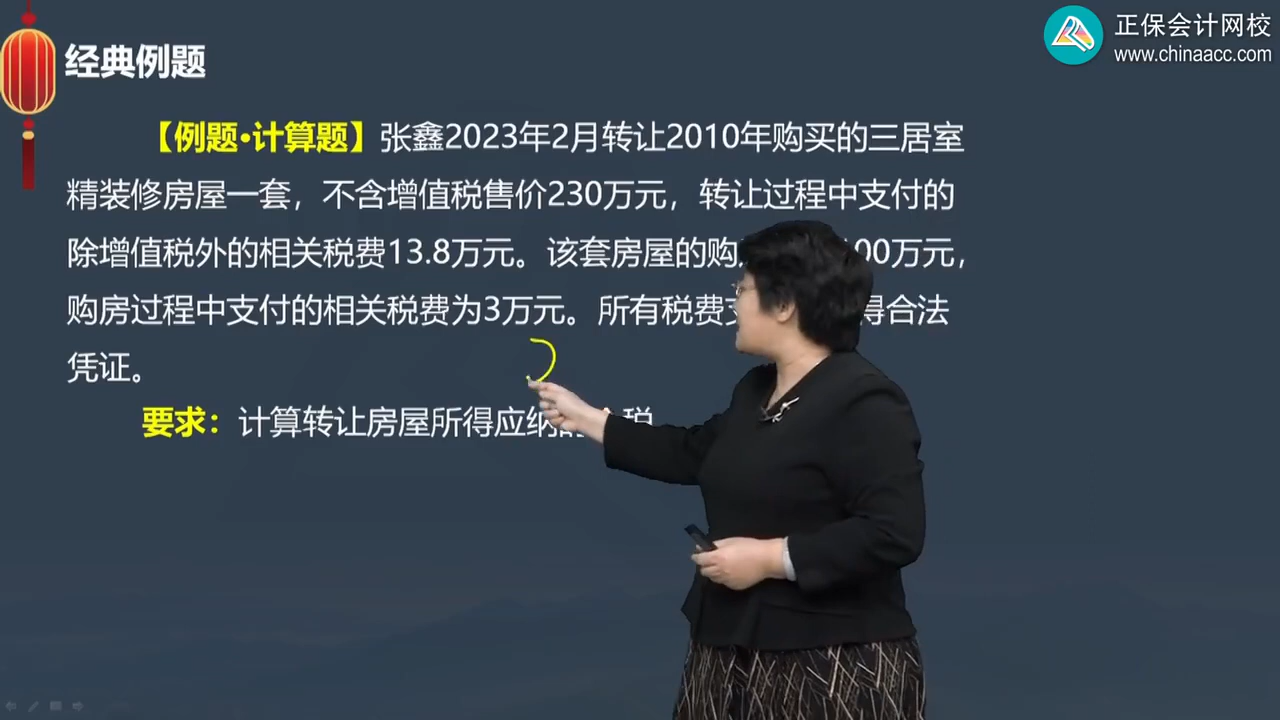 正保会计网校
www.chinaacc.com
经典例题
【例题•计算题】张鑫2023年2月转让2010年购买的三居室
精装修房屋一套，不含增值税售价230万元，转让过程中支付的
除增值税外的相关税费13.8万元。该套房屋的购 00万元，
购房过程中支付的相关税费为3万元。所有税费支 得合法
凭证。
要求：计算转让房屋所得应纳 税